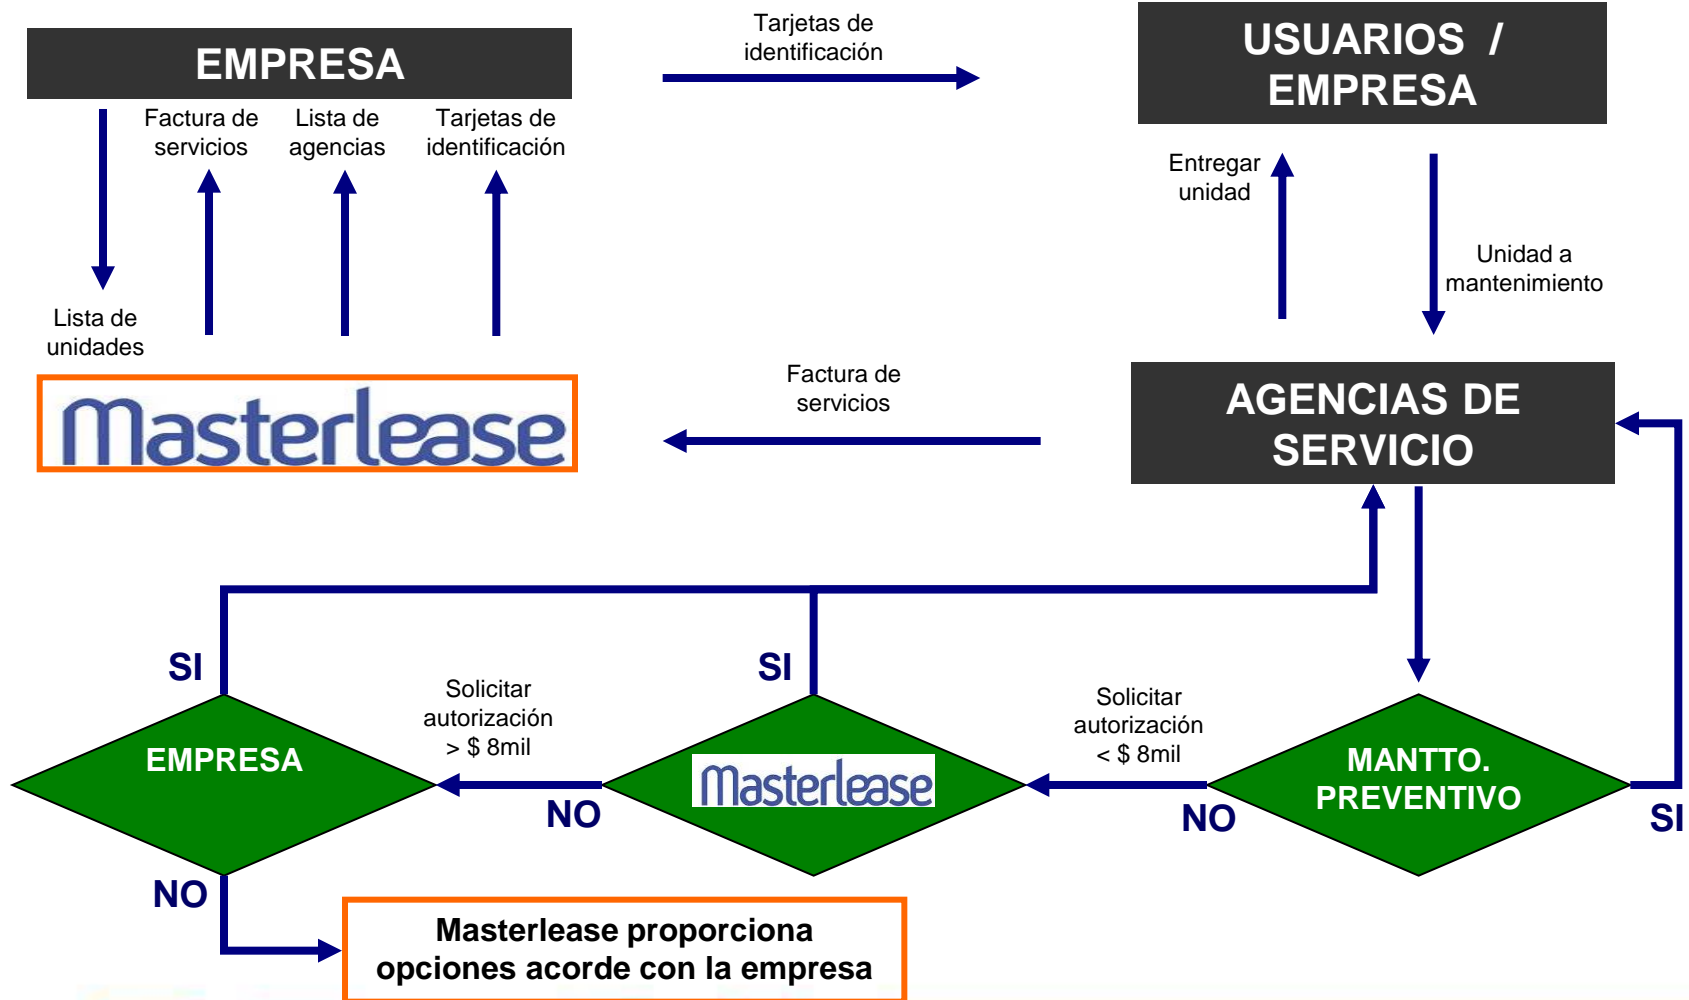 EMPRESA
Tarjetas de
identificación
USUARIOS /
EMPRESA
Factura de
servicios
Lista de
agencias
Tarjetas de
identificación
Entregar
unidad
Unidad a
mantenimiento
Lista de
unidades
Masterlease
Factura de
servicios
AGENCIAS DE
SERVICIO
SI
EMPRESA
NO
Solicitar
autorización
> $ 8mil
NO
SI
Masterlease
Solicitar
autorización
< $ 8mil
NO
MANTTO.
PREVENTIVO
SI
Masterlease proporciona
opciones acorde con la empresa